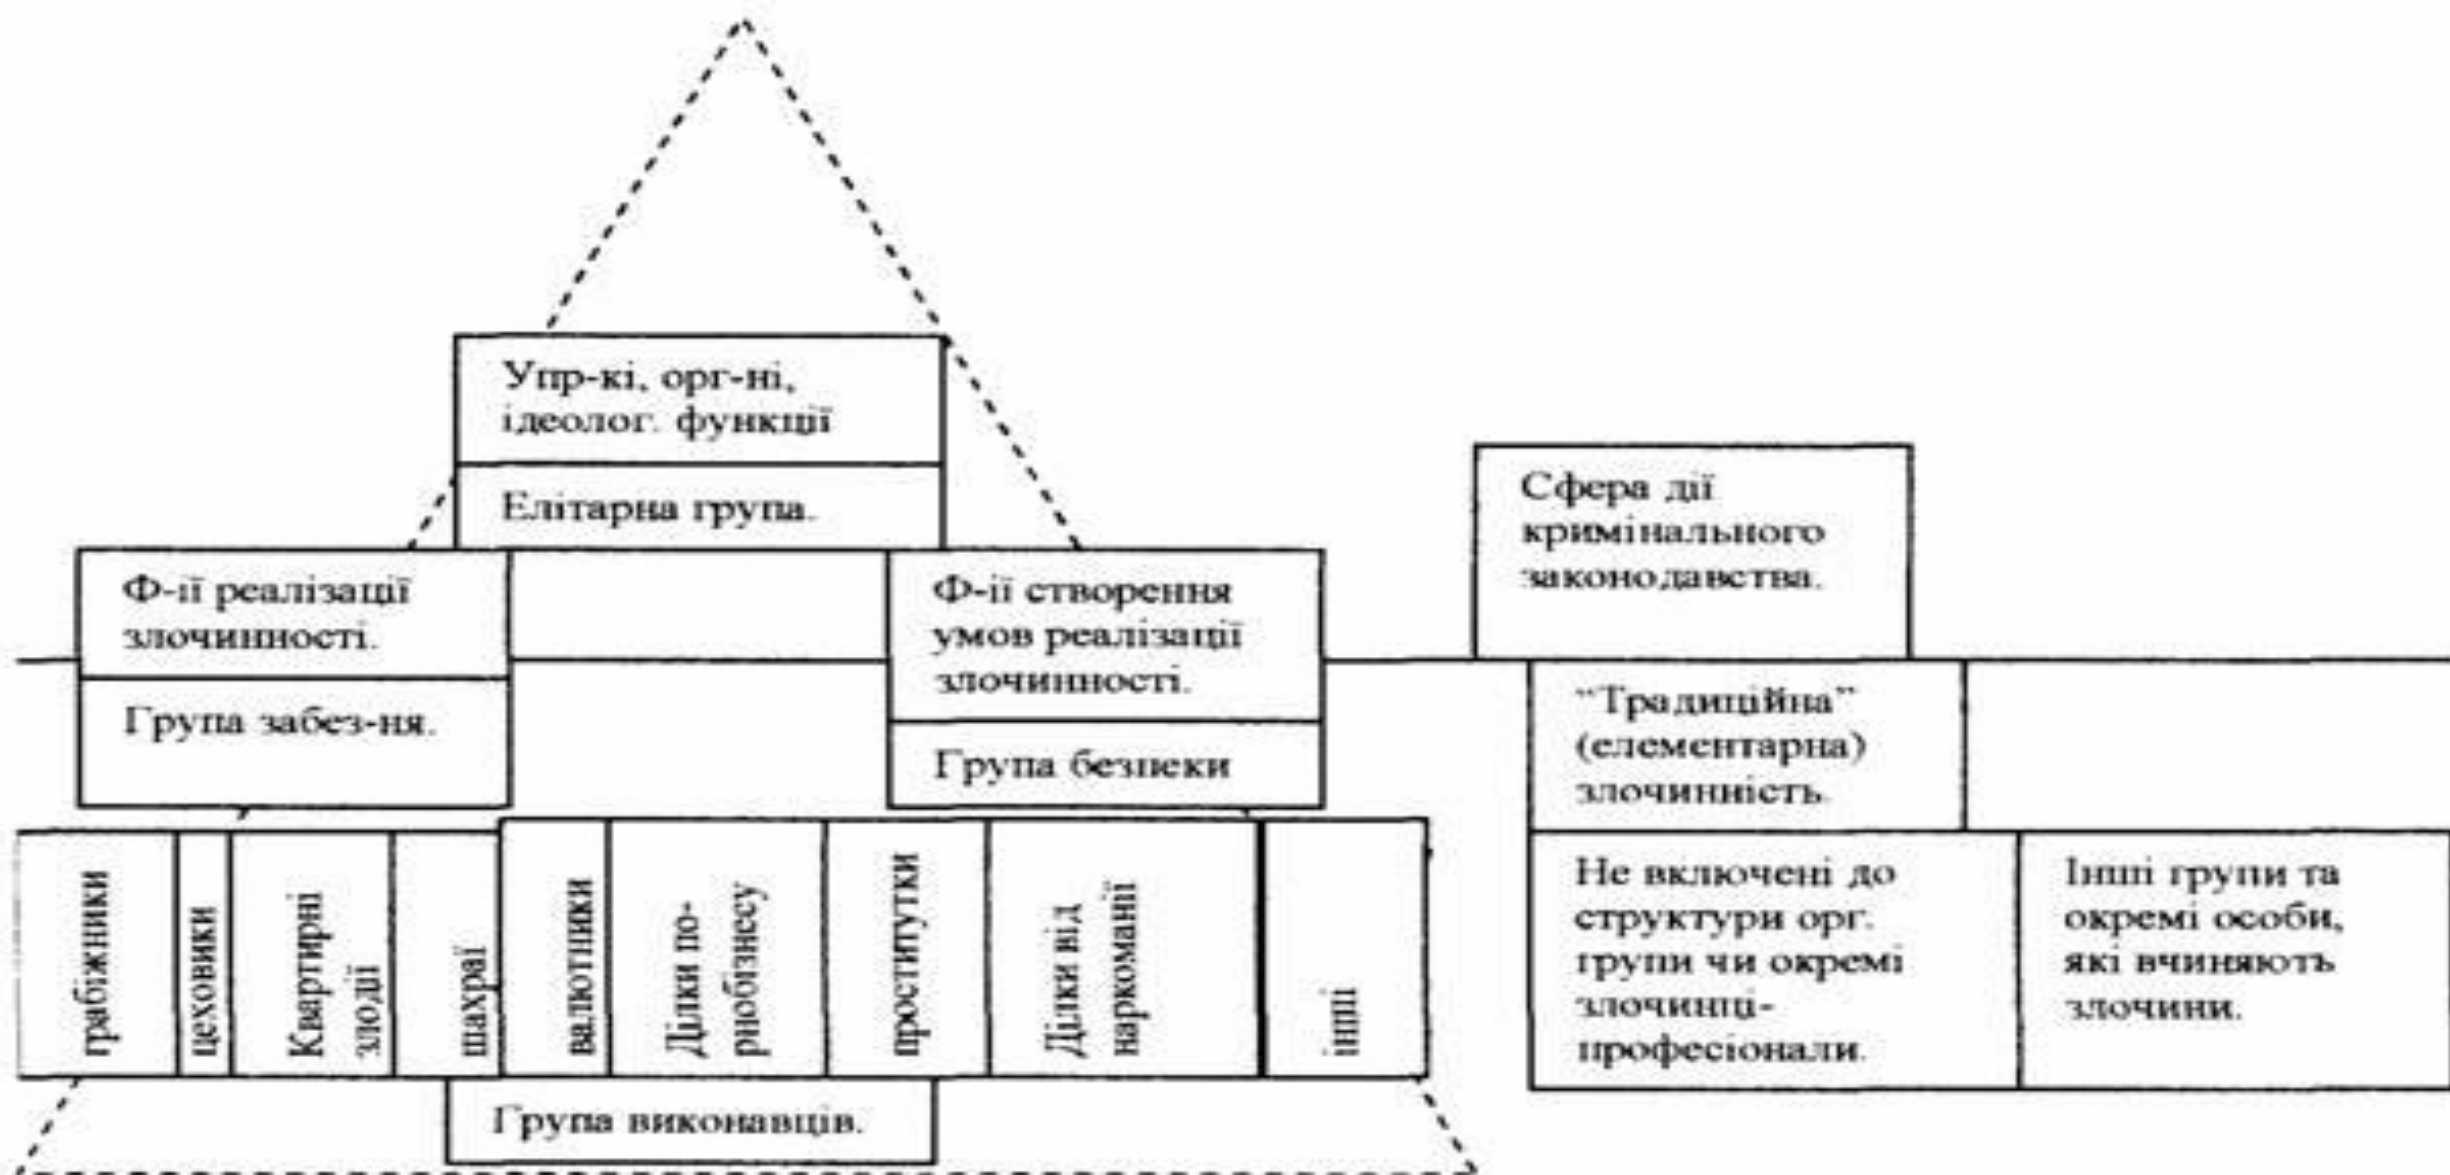 Упр-кі, орг-ні,
ідеолог. функції
Елітарна група.
Сфера дії
кримінального
законодавства.
Ф-ії реалізації
злочинності.
Група забез-ня.
Ф-ії створення
умов реалізації
злочинності.
Група безпеки
“Традиційна”
(елементарна)
злочинність.
грабіжники
цеховики
Квартирні
злодії
шахраї
валютники
Ділки по-
рнобізнесу
проститутки
Ділки від
наркоманії
інші
Не включені до
структури орг.
групи чи окремі
злочинці-
професіонали.
Інші групи та
окремі особи,
які вчиняють
злочини.
Група виконавців.